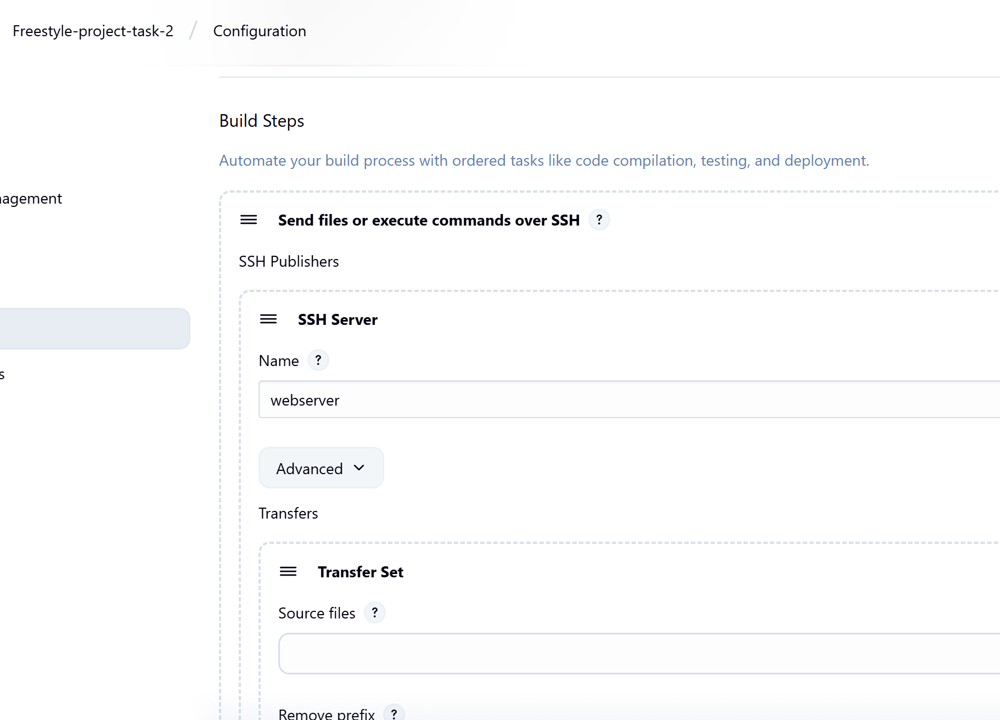 Freestyle-project-task-2 / Configuration
Build Steps
Automate your build process with ordered tasks like code compilation, testing, and deployment.
nagement
Send files or execute commands over SSH ?
SSH Publishers
SSH Server
Name ?
s
webserver
Advanced
Transfers
Transfer Set
Source files ?
Remove prefix ?